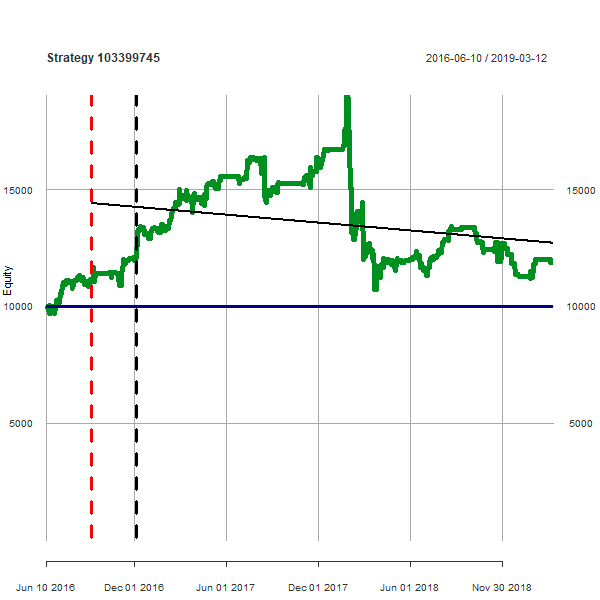 Strategy 103399745
2016-06-10 / 2019-03-12
15000
15000
Equity
10000
10000
5000
5000
Jun 10 2016
Dec 01 2016
Jun 01 2017
Dec 01 2017
Jun 01 2018
Nov 30 2018